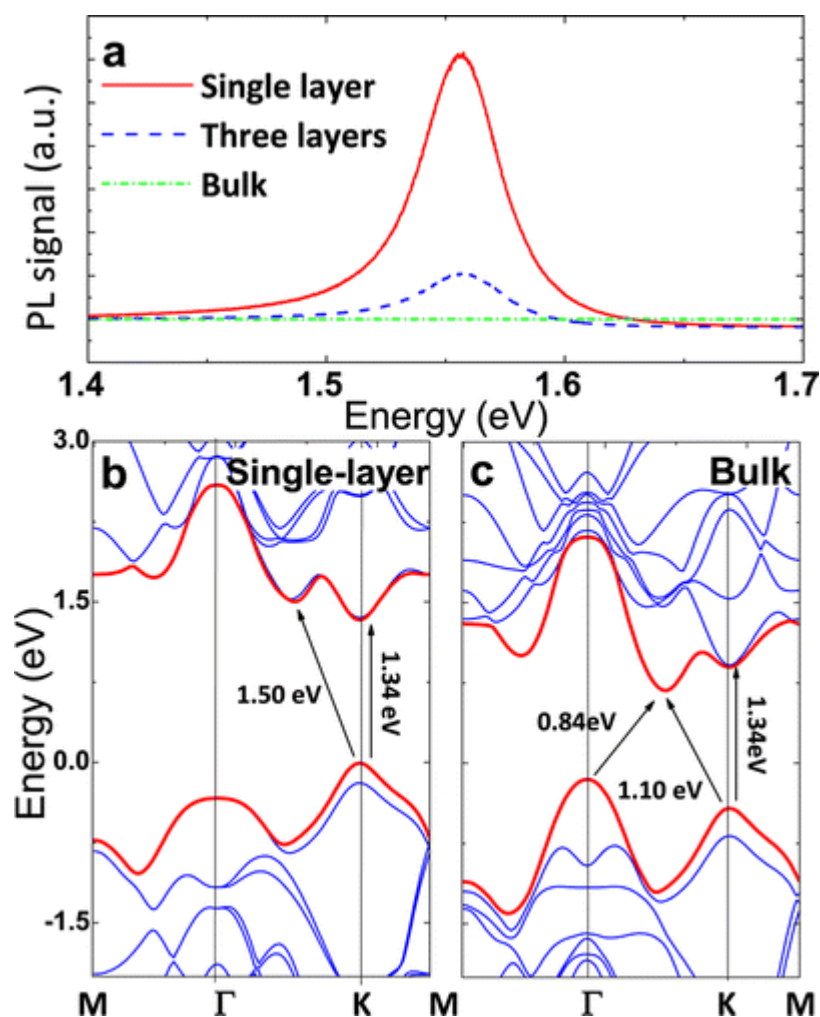 a
Single layer
Three layers
Bulk
PL signal (a.u.)
1.4 1.5 1.6 1.7
Energy (eV)
b Single-layer
c Bulk
3.0
1.5
0.0
-1.5
Energy (eV)
1.50 eV
1.34 eV
0.84eV
1.10 eV
1.34eV
M Γ K M
Γ K M